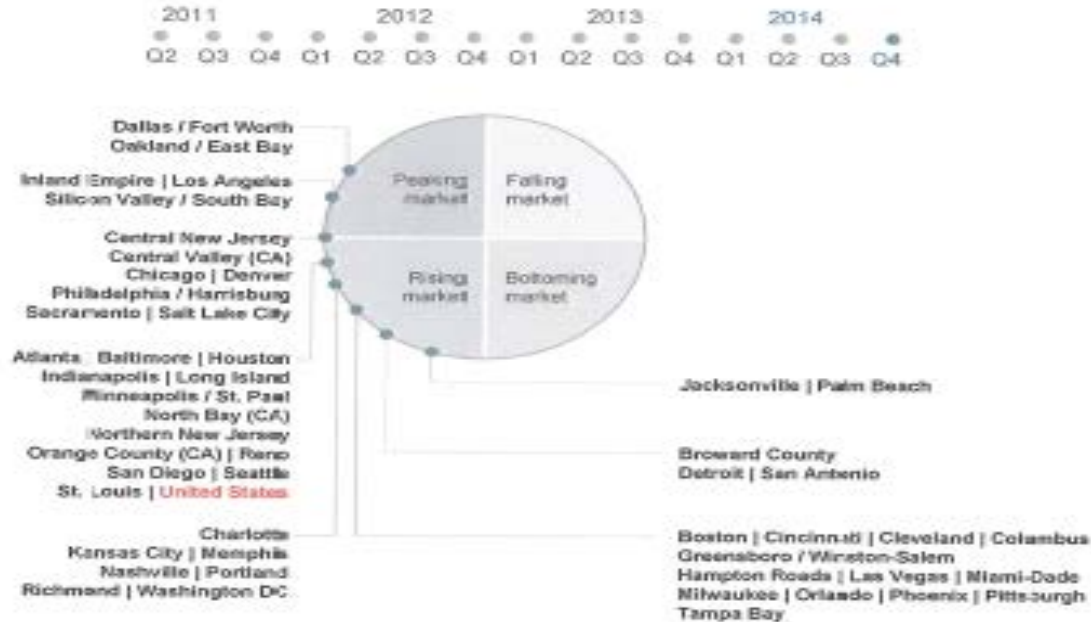 2011 2012 2013 2014
Q2 Q3 Q4 Q1 Q2 Q3 Q4 Q1 Q2 Q3 Q4 Q1 Q2 Q3 Q4
Dallas / Fort Worth
Oakland / East Bay
Inland Empire | Los Angeles
Silicon Valley / South Bay
Central New Jersey
Central Valley (CA)
Chicago | Denver
Philadelphia / Harrisburg
Sacramento | Salt Lake City
Atlanta | Baltimore | Houston
Indianapolis | Long Island
Minneapolis / St. Paul
North Bay (CA)
Northern New Jersey
Orange County (CA) | Reno
San Diego | Seattle
St. Louis | United States
Charlotte
Kansas City | Memphis
Nashville | Portland
Richmond | Washington DC
Peaking
market
Falling
market
Rising
market
Bottoming
market
Jacksonville | Palm Beach
Broward County
Detroit | San Antonio
Boston | Cincinnati | Cleveland | Columbus
Greensboro / Winston-Salem
Hampton Roads | Las Vegas | Miami-Dade
Milwaukee | Orlando | Phoenix | Pittsburgh
Tampa Bay